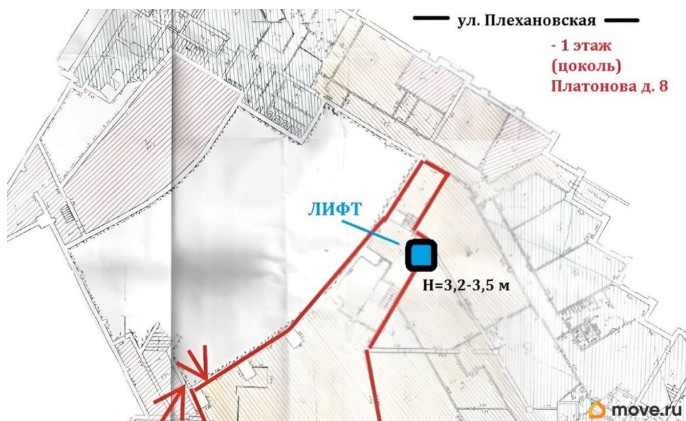 ул. Плехановская
- 1 этаж
(цоколь)
Платонова д. 8
ЛИФТ
Н=3,2-3,5 м
move.ru